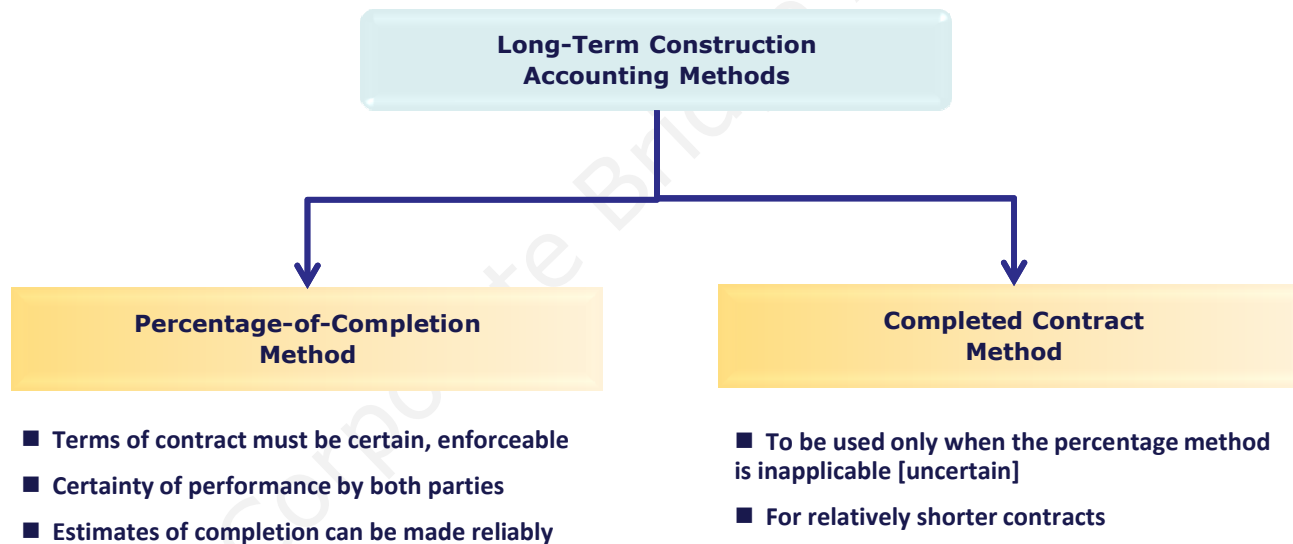 Long-Term Construction
Accounting Methods
Percentage-of-Completion
Method
■ Terms of contract must be certain, enforceable
■ Certainty of performance by both parties
■ Estimates of completion can be made reliably
Completed Contract
Method
■ To be used only when the percentage method
is inapplicable [uncertain]
■ For relatively shorter contracts